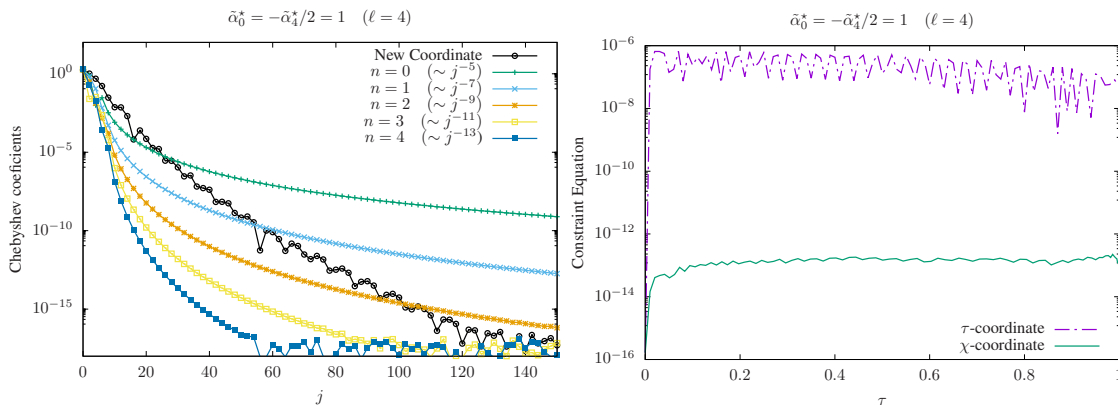 α̃₀* = −α̃₄*/2 = 1 (ℓ = 4)
Chebyshev coeficients
10⁰
10⁻⁵
10⁻¹⁰
10⁻¹⁵
New Coordinate
n = 0 (∼ j⁻⁵)
n = 1 (∼ j⁻⁷)
n = 2 (∼ j⁻⁹)
n = 3 (∼ j⁻¹¹)
n = 4 (∼ j⁻¹³)
0 20 40 60 80 100 120 140
j
α̃₀* = −α̃₄*/2 = 1 (ℓ = 4)
Constraint Equation
10⁻⁶
10⁻⁸
10⁻¹⁰
10⁻¹²
10⁻¹⁴
10⁻¹⁶
τ-coordinate
χ-coordinate
0 0.2 0.4 0.6 0.8 1
τ